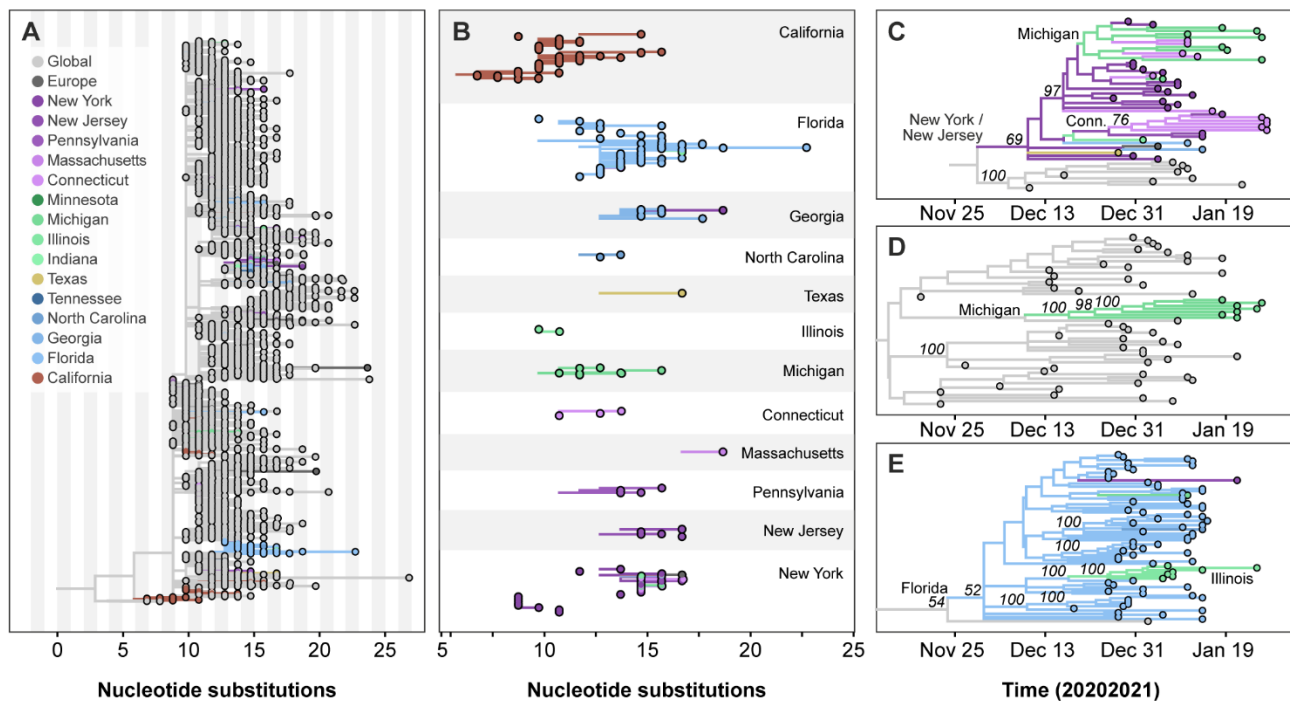 A
Global
Europe
New York
New Jersey
Pennsylvania
Massachusetts
Connecticut
Minnesota
Michigan
Illinois
Indiana
Texas
Tennessee
North Carolina
Georgia
Florida
California
0 5 10 15 20 25
Nucleotide substitutions
B
California
Florida
Georgia
North Carolina
Texas
Illinois
Michigan
Connecticut
Massachusetts
Pennsylvania
New Jersey
New York
5 10 15 20 25
Nucleotide substitutions
C
Michigan
97
Conn. 76
New York /
New Jersey
69
100
Nov 25 Dec 13 Dec 31 Jan 19
D
Michigan 100 98 100
100
Nov 25 Dec 13 Dec 31 Jan 19
E
100
100
100 100
Illinois
Florida 52
54
100 100
Nov 25 Dec 13 Dec 31 Jan 19
Time (20202021)